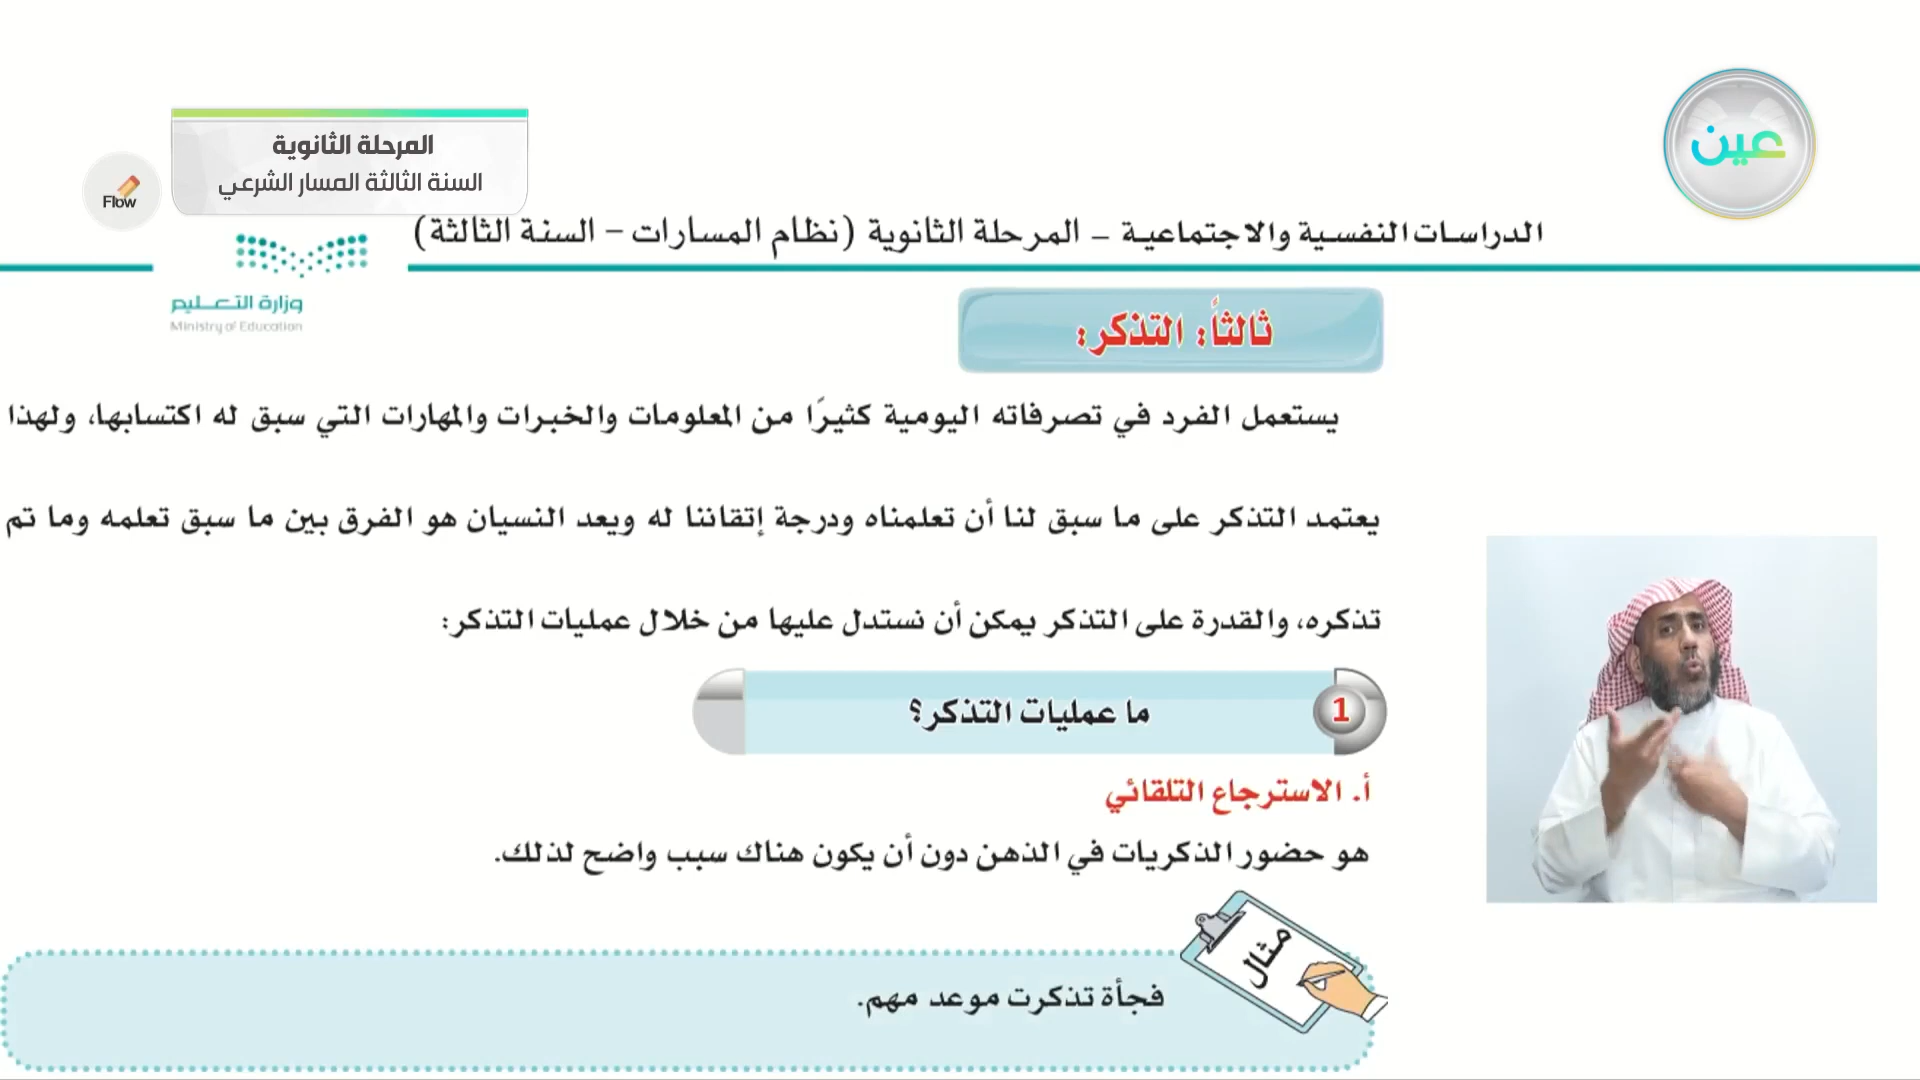 عين
المرحلة الثانوية
السنة الثالثة المسار الشرعي
Flow
الدراسات النفسية والاجتماعية – المرحلة الثانوية (نظام المسارات – السنة الثالثة)
وزارة التعليم
Ministry of Education
ثالثاً: التذكر:
يستعمل الفرد في تصرفاته اليومية كثيرًا من المعلومات والخبرات والمهارات التي سبق له اكتسابها، ولهذا
يعتمد التذكر على ما سبق لنا أن تعلمناه ودرجة إتقاننا له ويعد النسيان هو الفرق بين ما سبق تعلمه وما تم
تذكره، والقدرة على التذكر يمكن أن نستدل عليها من خلال عمليات التذكر:
1 ما عمليات التذكر؟
أ. الاسترجاع التلقائي
هو حضور الذكريات في الذهن دون أن يكون هناك سبب واضح لذلك.
مثال
فجأة تذكرت موعد مهم.